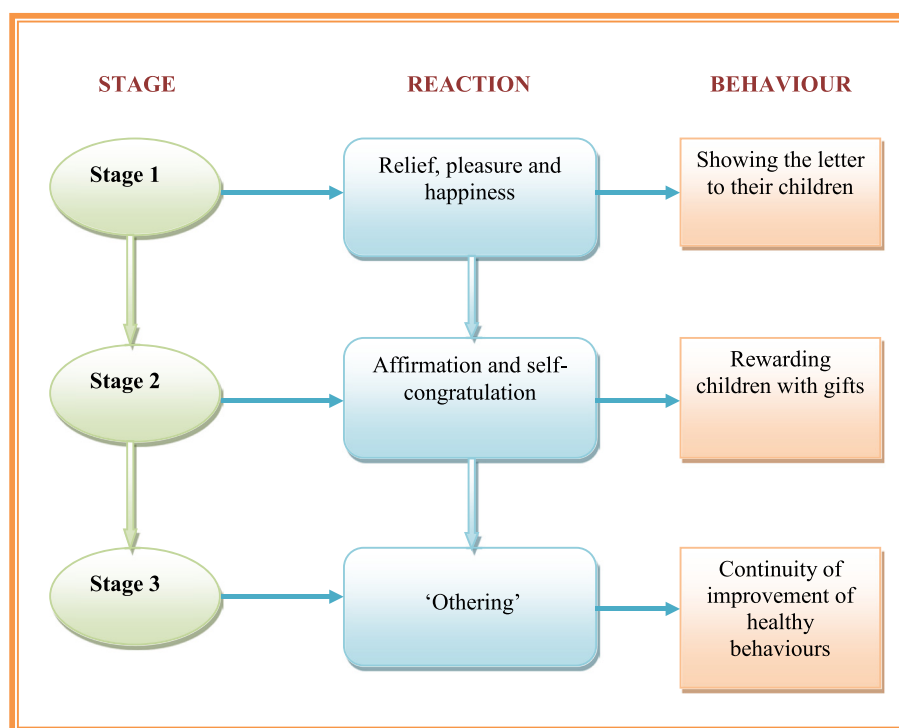 STAGE
REACTION
BEHAVIOUR
Stage 1
Relief, pleasure and
happiness
Showing the letter
to their children
Stage 2
Affirmation and self-
congratulation
Rewarding
children with gifts
Stage 3
‘Othering’
Continuity of
improvement of
healthy
behaviours